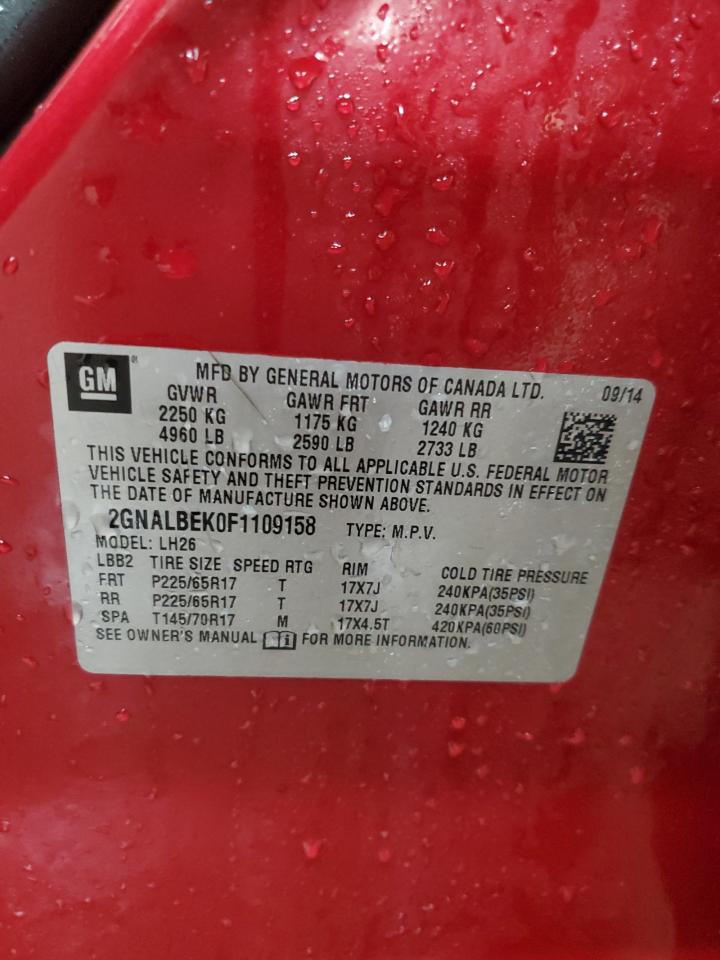 GM
MFD BY GENERAL MOTORS OF CANADA LTD. 09/14
GVWR GAWR FRT GAWR RR
2250 KG 1175 KG 1240 KG
4960 LB 2590 LB 2733 LB
THIS VEHICLE CONFORMS TO ALL APPLICABLE U.S. FEDERAL MOTOR
VEHICLE SAFETY AND THEFT PREVENTION STANDARDS IN EFFECT ON
THE DATE OF MANUFACTURE SHOWN ABOVE.
2GNALBEK0F1109158 TYPE: M.P.V.
MODEL: LH26
LBB2 TIRE SIZE SPEED RTG RIM COLD TIRE PRESSURE
FRT P225/65R17 T 17X7J 240KPA(35PSI)
RR P225/65R17 T 17X7J 240KPA(35PSI)
SPA T145/70R17 M 17X4.5T 420KPA(60PSI)
SEE OWNER'S MANUAL FOR MORE INFORMATION.